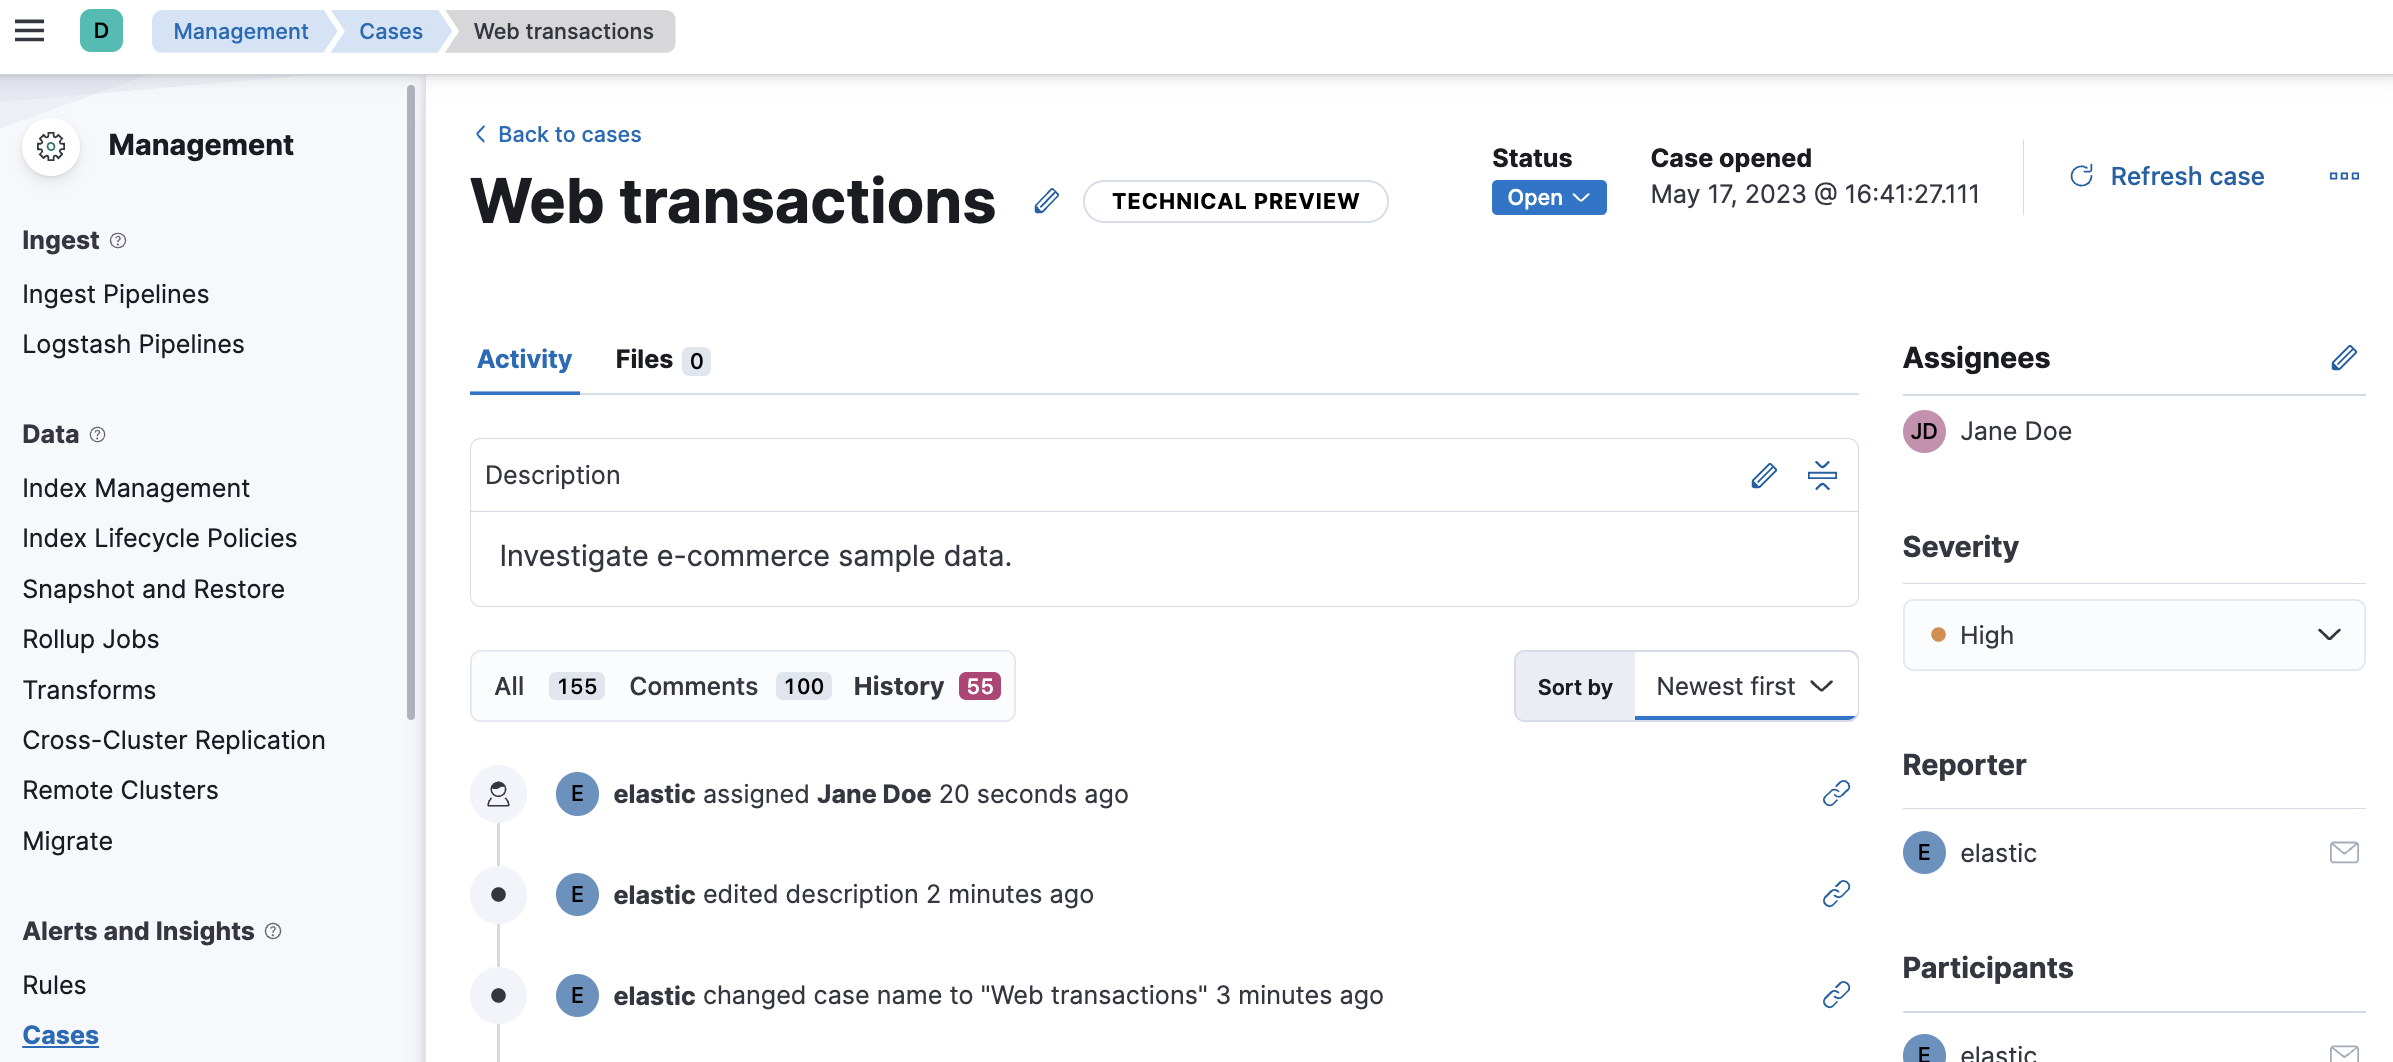 D
Management
Cases
Web transactions
Management
Ingest
Ingest Pipelines
Logstash Pipelines
Data
Index Management
Index Lifecycle Policies
Snapshot and Restore
Rollup Jobs
Transforms
Cross-Cluster Replication
Remote Clusters
Migrate
Alerts and Insights
Rules
Cases
Back to cases
Web transactions
TECHNICAL PREVIEW
Status
Open
Case opened
May 17, 2023 @ 16:41:27.111
Refresh case
Activity
Files 0
Description
Investigate e-commerce sample data.
All 155 Comments 100 History 55
Sort by Newest first
E elastic assigned Jane Doe 20 seconds ago
E elastic edited description 2 minutes ago
E elastic changed case name to "Web transactions" 3 minutes ago
Assignees
JD Jane Doe
Severity
High
Reporter
E elastic
Participants
E elastic